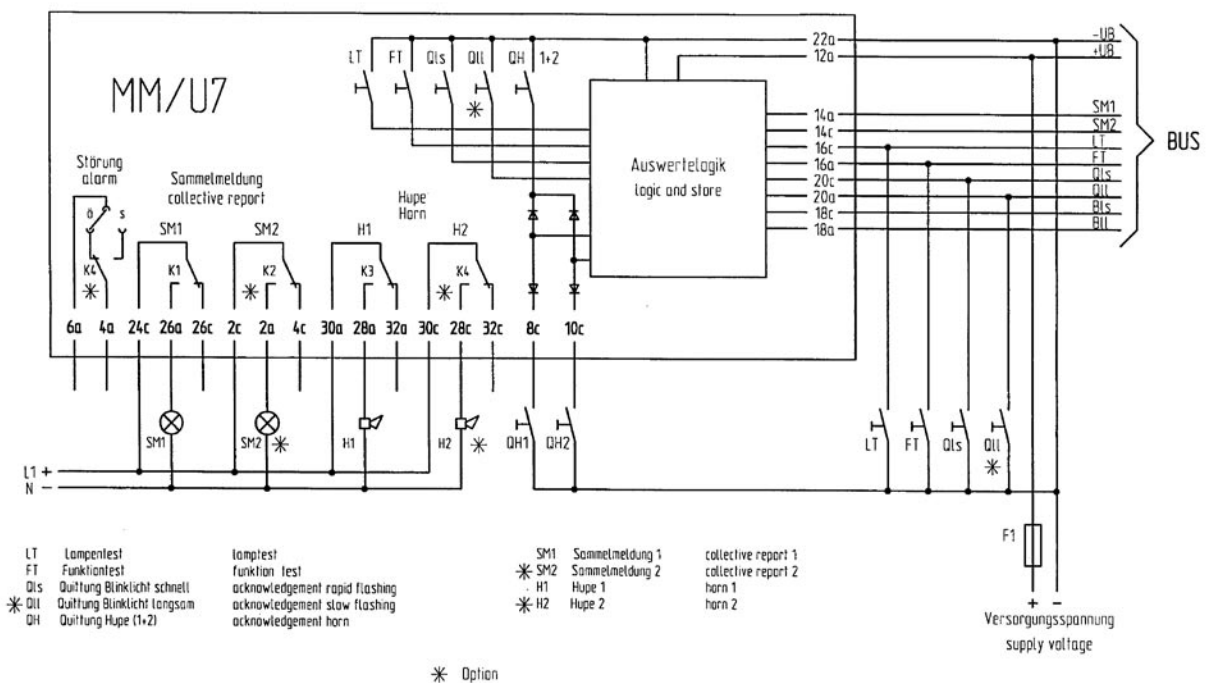 MM/U7
LT
FT
Qls
Qll
QH
1+2
✳
22a
12a
-UB
+UB
14a
14c
16c
16a
20c
20a
18c
18a
SM1
SM2
LT
FT
Qls
Qll
Bls
Bll
BUS
Auswertelogik
logic and store
Störung
alarm
ö
s
K4
✳
Sammelmeldung
collective report
SM1
K1
SM2
K2
✳
Hupe
Horn
H1
K3
H2
K4
✳
6a 4a 24c 26a 26c 2c 2a 4c 30a 28a 32a 30c 28c 32c 8c 10c
SM1
SM2
✳
H1
H2
✳
QH1
QH2
LT
FT
Qls
Qll
✳
L1 +
N −
F1
+ −
Versorgungsspannung
supply voltage
LT Lampentest lamptest
FT Funktiontest funktion test
Qls Quittung Blinklicht schnell acknowledgement rapid flashing
✳ Qll Quittung Blinklicht langsam acknowledgement slow flashing
QH Quittung Hupe (1+2) acknowledgement horn
SM1 Sammelmeldung 1 collective report 1
✳ SM2 Sammelmeldung 2 collective report 2
H1 Hupe 1 horn 1
✳ H2 Hupe 2 horn 2
✳ Option